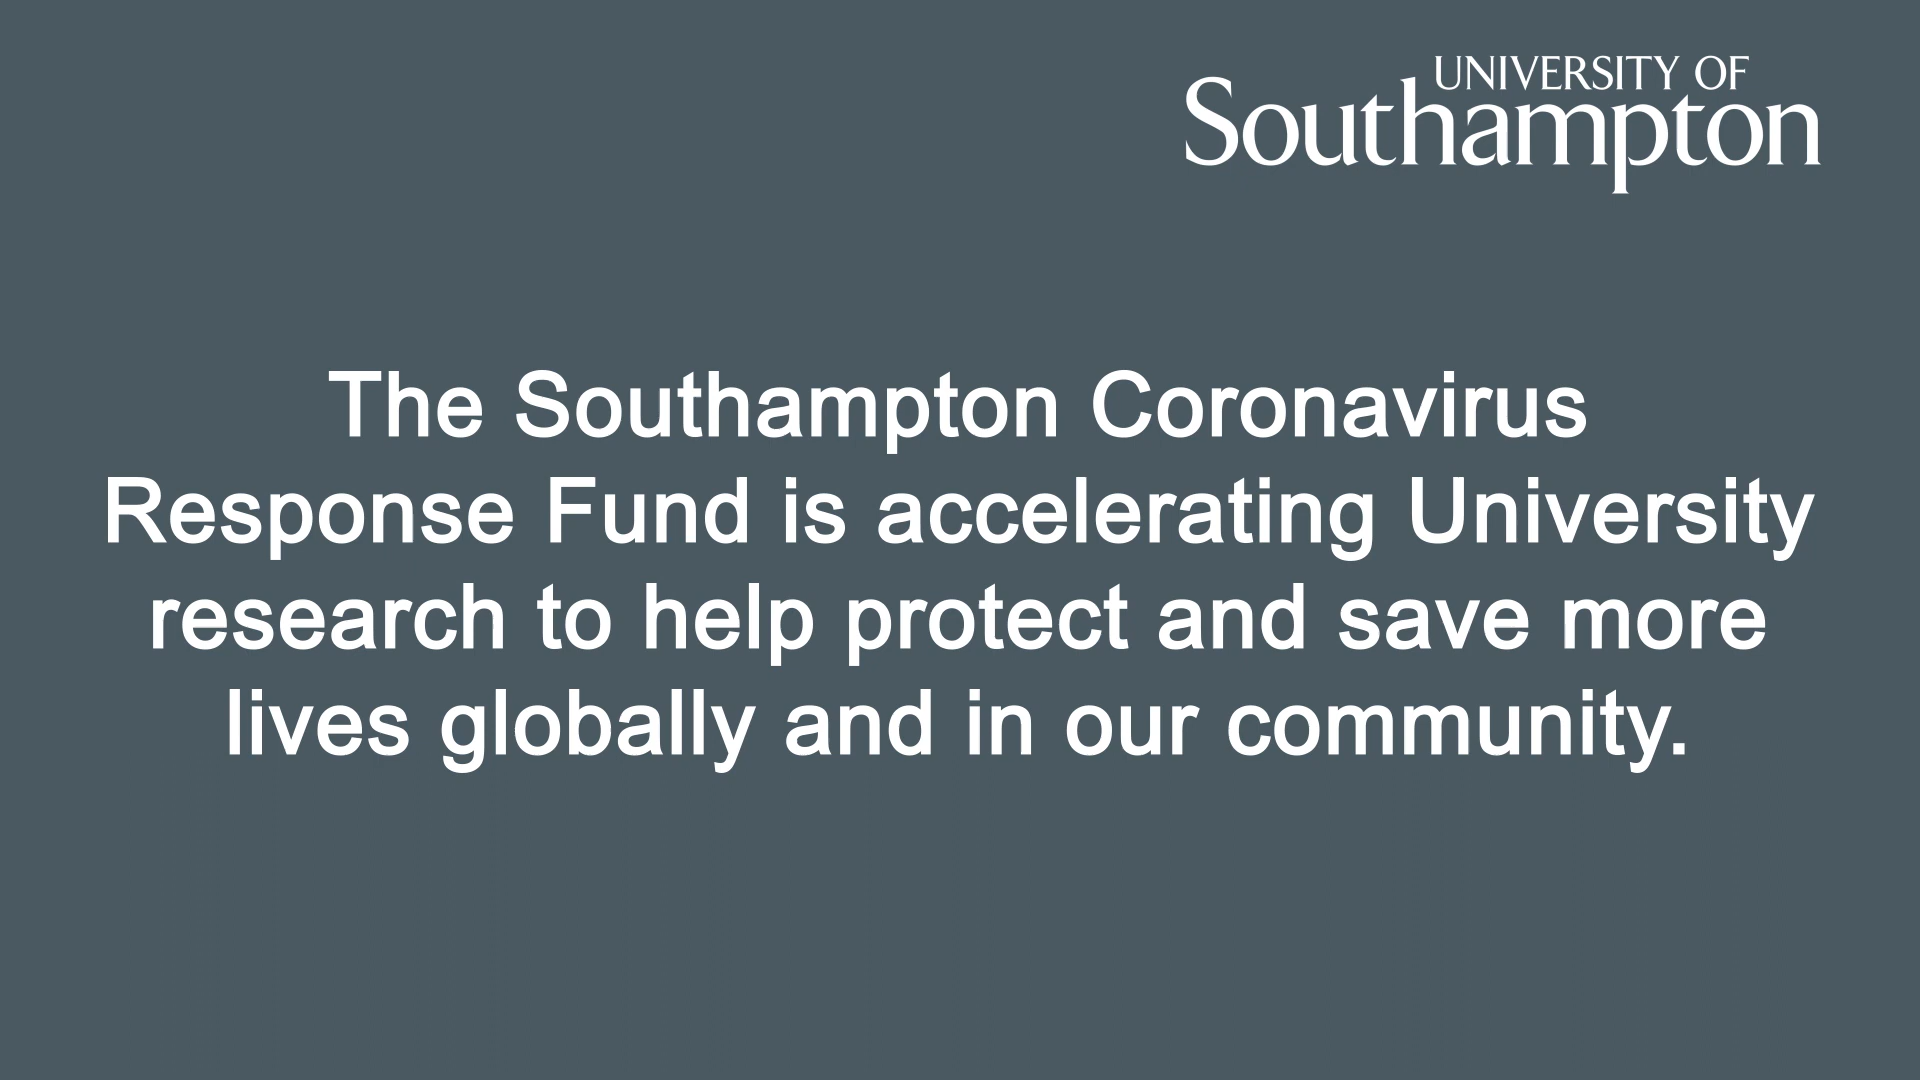 UNIVERSITY OF
Southampton
The Southampton Coronavirus
Response Fund is accelerating University
research to help protect and save more
lives globally and in our community.